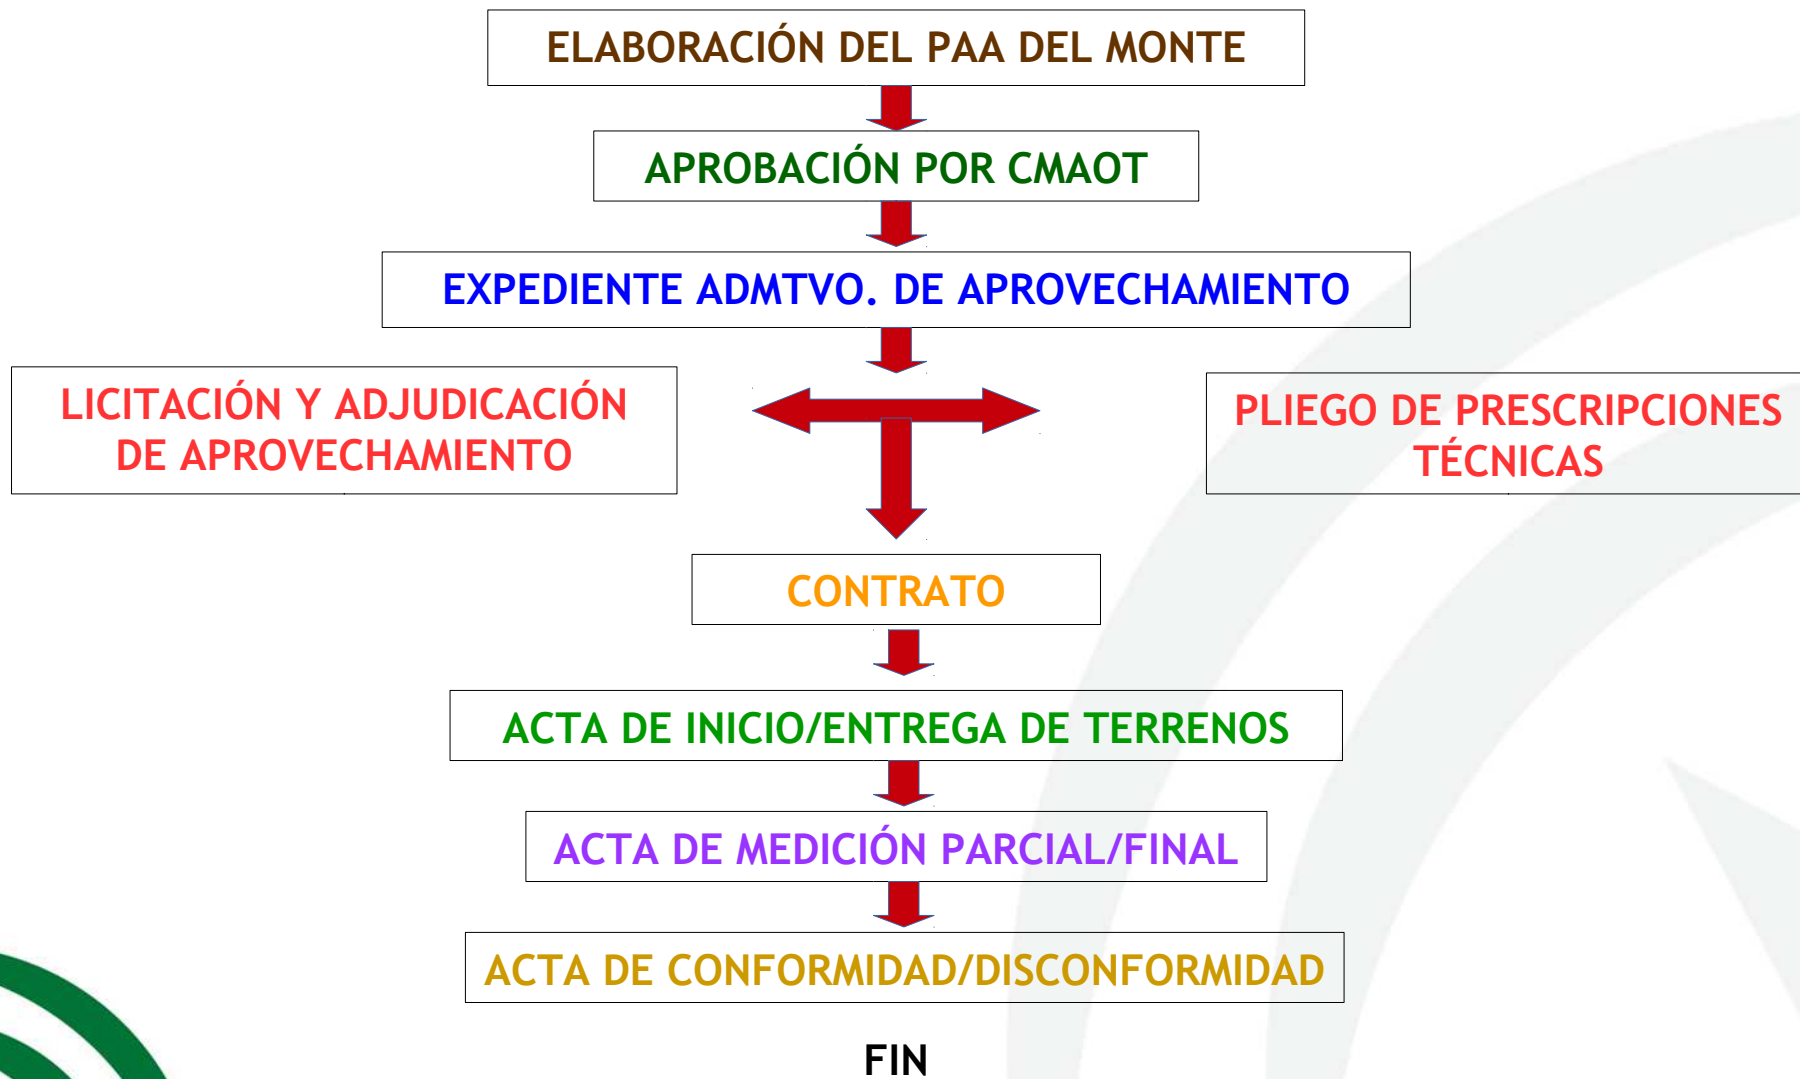 ELABORACIÓN DEL PAA DEL MONTE
APROBACIÓN POR CMAOT
EXPEDIENTE ADMTVO. DE APROVECHAMIENTO
LICITACIÓN Y ADJUDICACIÓN
DE APROVECHAMIENTO
PLIEGO DE PRESCRIPCIONES
TÉCNICAS
CONTRATO
ACTA DE INICIO/ENTREGA DE TERRENOS
ACTA DE MEDICIÓN PARCIAL/FINAL
ACTA DE CONFORMIDAD/DISCONFORMIDAD
FIN